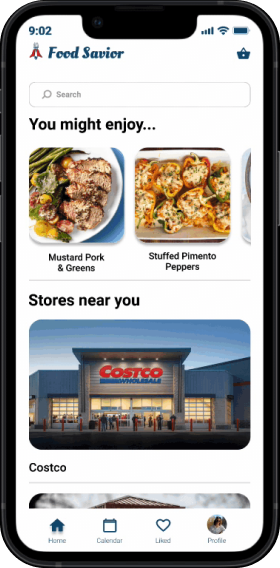 9:02
Food Savior
Search
You might enjoy...
Mustard Pork
& Greens
Stuffed Pimento
Peppers
Stores near you
COSTCO
WHOLESALE
Costco
Home
Calendar
Liked
Profile